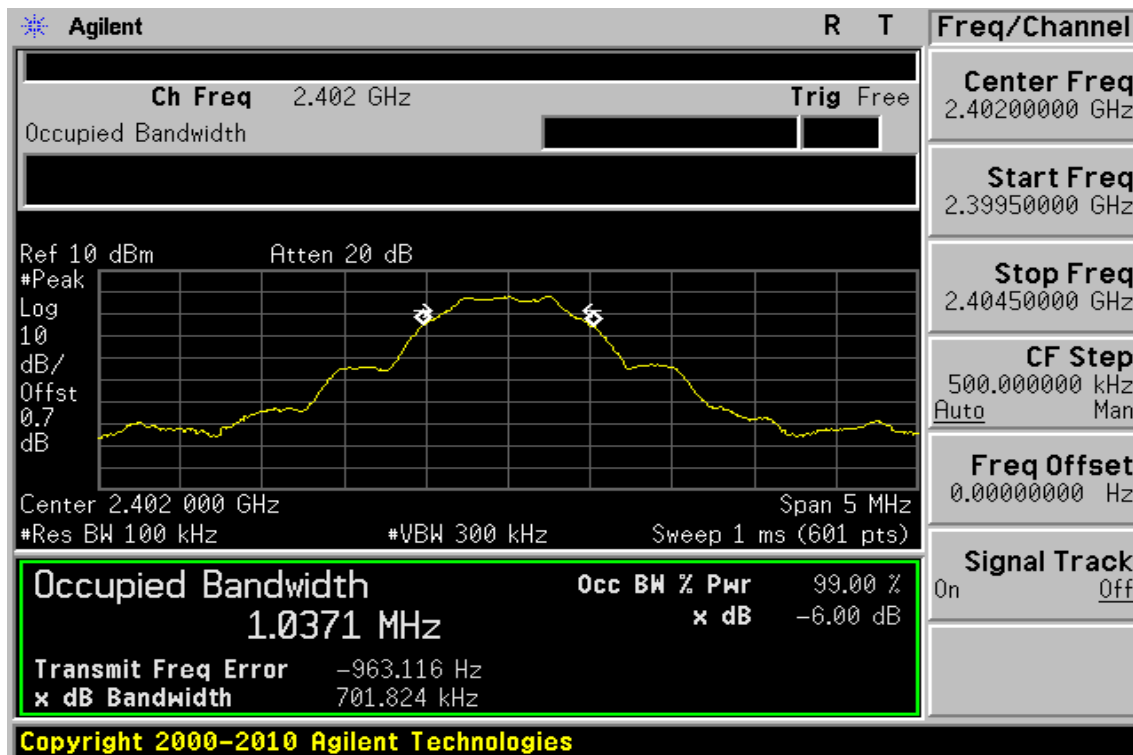 Agilent R T
Ch Freq 2.402 GHz Trig Free
Occupied Bandwidth
Ref 10 dBm Atten 20 dB
#Peak
Log
10
dB/
Offst
0.7
dB
Center 2.402 000 GHz Span 5 MHz
#Res BW 100 kHz #VBW 300 kHz Sweep 1 ms (601 pts)
Occupied Bandwidth
1.0371 MHz
Occ BW % Pwr 99.00 %
x dB -6.00 dB
Transmit Freq Error -963.116 Hz
x dB Bandwidth 701.824 kHz
Copyright 2000-2010 Agilent Technologies
Freq/Channel
Center Freq
2.40200000 GHz
Start Freq
2.39950000 GHz
Stop Freq
2.40450000 GHz
CF Step
500.000000 kHz
Auto Man
Freq Offset
0.00000000 Hz
Signal Track
On Off